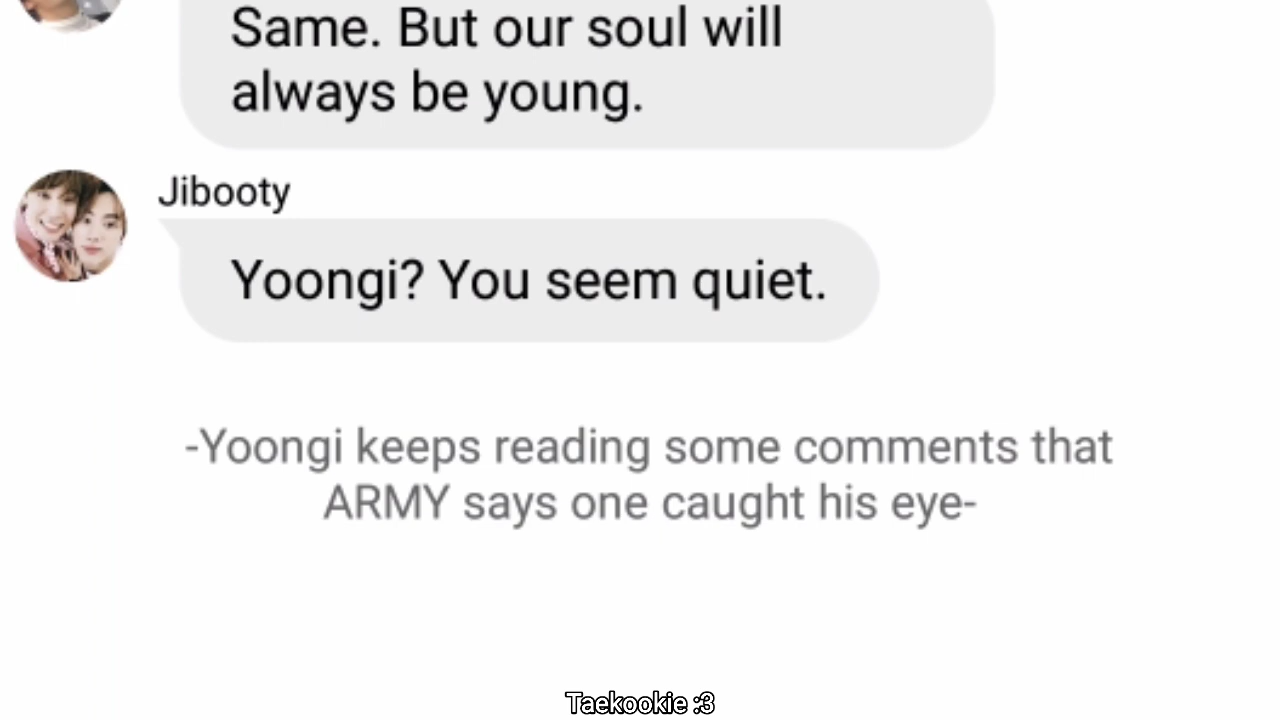 Same. But our soul will
always be young.
Jibooty
Yoongi? You seem quiet.
-Yoongi keeps reading some comments that
ARMY says one caught his eye-
Taekookie :3